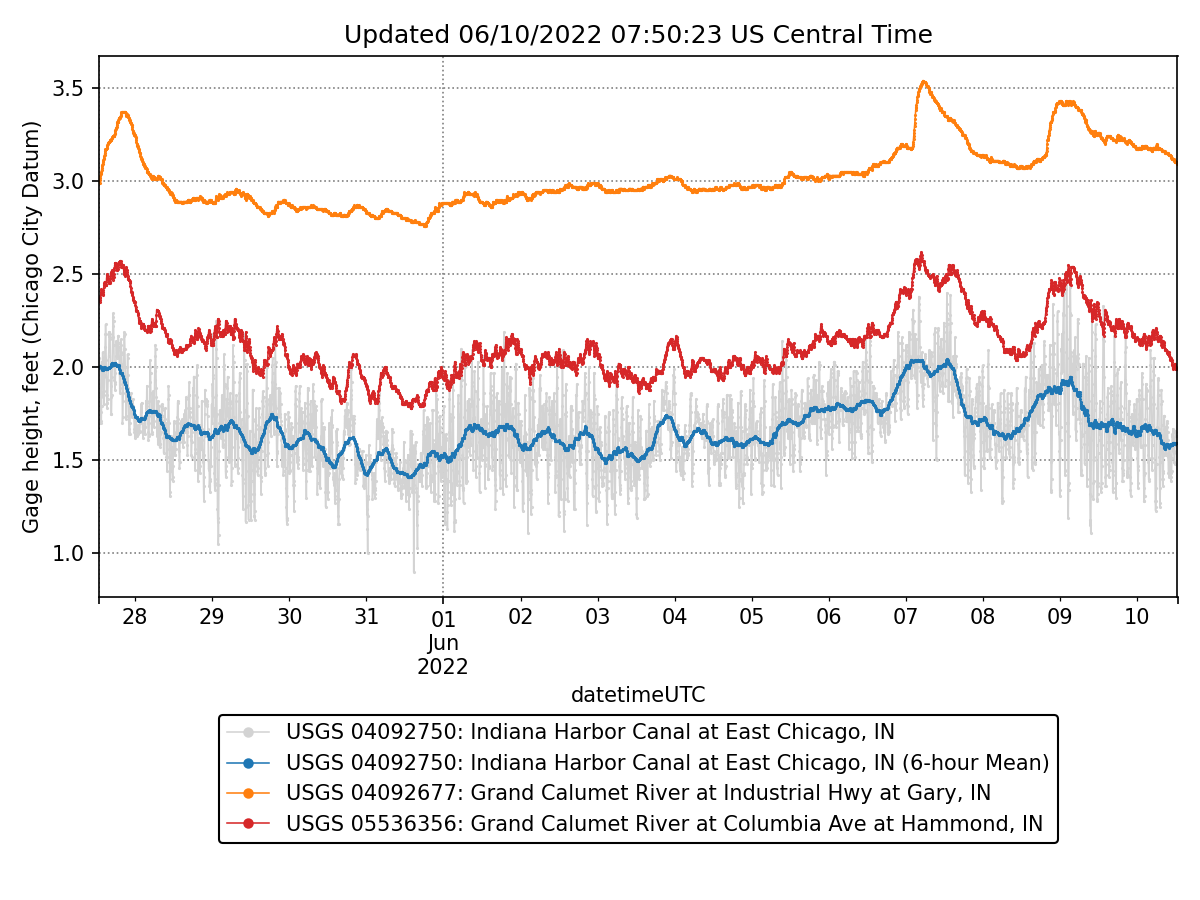 Updated 06/10/2022 07:50:23 US Central Time
Gage height, feet (Chicago City Datum)
3.5
3.0
2.5
2.0
1.5
1.0
28 29 30 31 01 02 03 04 05 06 07 08 09 10
Jun
2022
datetimeUTC
USGS 04092750: Indiana Harbor Canal at East Chicago, IN
USGS 04092750: Indiana Harbor Canal at East Chicago, IN (6-hour Mean)
USGS 04092677: Grand Calumet River at Industrial Hwy at Gary, IN
USGS 05536356: Grand Calumet River at Columbia Ave at Hammond, IN